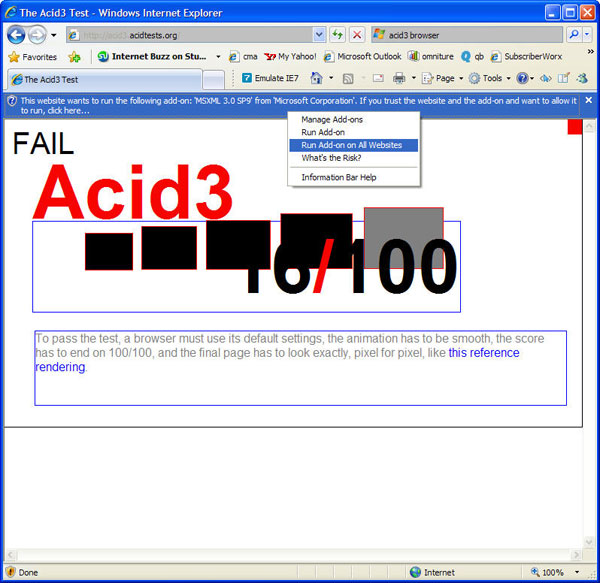 The Acid3 Test - Windows Internet Explorer
http://acid3.acidtests.org
acid3 browser
Favorites
Internet Buzz on Stu...
cma
My Yahoo!
Microsoft Outlook
omniture
qb
SubscriberWorx
The Acid3 Test
Emulate IE7
Page
Tools
This website wants to run the following add-on: 'MSXML 3.0 SP9' from 'Microsoft Corporation'. If you trust the website and the add-on and want to allow it
to run, click here...
Manage Add-ons
Run Add-on
Run Add-on on All Websites
What's the Risk?
Information Bar Help
FAIL
Acid3
16/100
To pass the test, a browser must use its default settings, the animation has to be smooth, the score
has to end on 100/100, and the final page has to look exactly, pixel for pixel, like this reference
rendering.
Done
Internet
100%